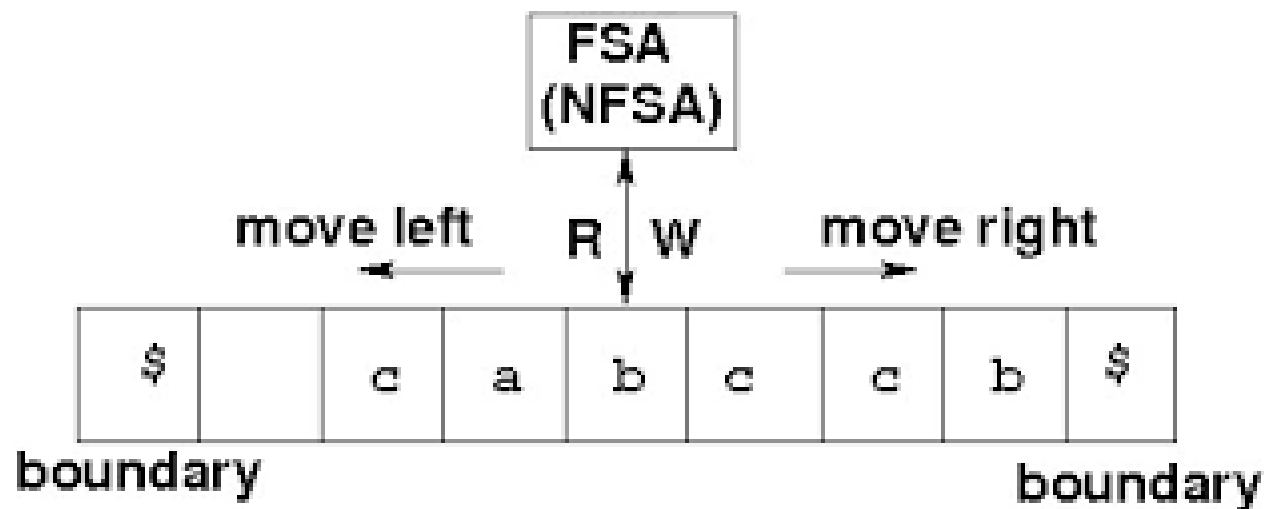 FSA
(NFSA)
move left R W move right
$ c a b c c b $
boundary boundary